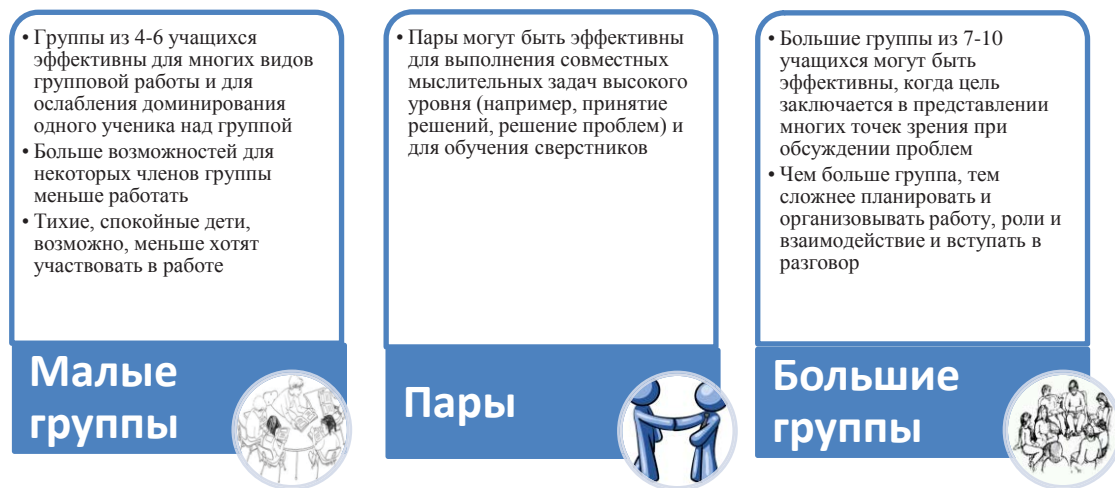 • Группы из 4-6 учащихся
эффективны для многих видов
групповой работы и для
ослабления доминирования
одного ученика над группой
• Больше возможностей для
некоторых членов группы
меньше работать
• Тихие, спокойные дети,
возможно, меньше хотят
участвовать в работе
Малые
группы
• Пары могут быть эффективны
для выполнения совместных
мыслительных задач высокого
уровня (например, принятие
решений, решение проблем) и
для обучения сверстников
Пары
• Большие группы из 7-10
учащихся могут быть
эффективны, когда цель
заключается в представлении
многих точек зрения при
обсуждении проблем
• Чем больше группа, тем
сложнее планировать и
организовывать работу, роли и
взаимодействие и вступать в
разговор
Большие
группы